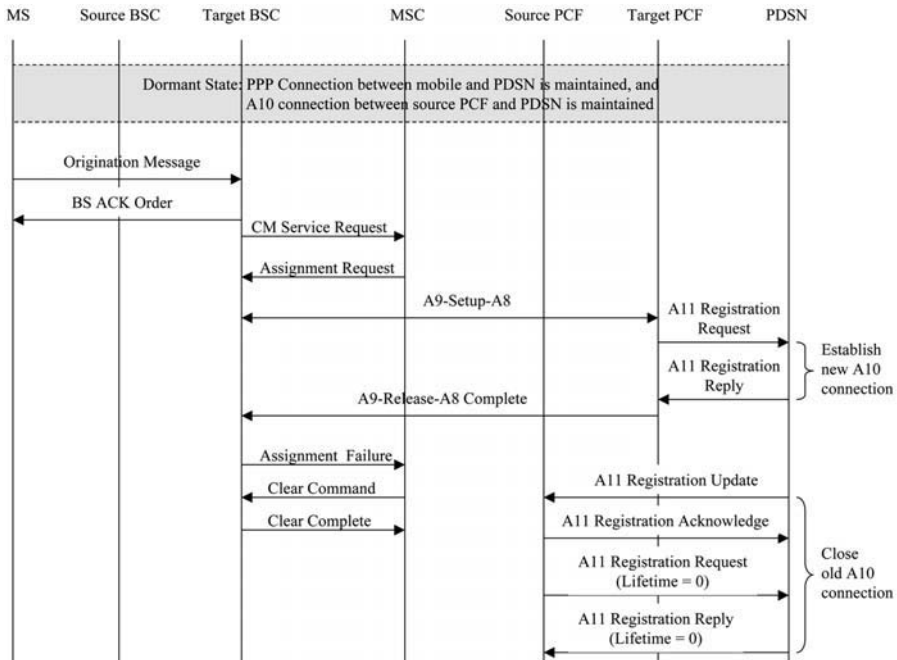 MS Source BSC Target BSC MSC Source PCF Target PCF PDSN
Dormant State: PPP Connection between mobile and PDSN is maintained, and
A10 connection between source PCF and PDSN is maintained
Origination Message
BS ACK Order
CM Service Request
Assignment Request
A9-Setup-A8
A11 Registration
Request
A11 Registration
Reply
Establish
new A10
connection
A9-Release-A8 Complete
Assignment Failure
Clear Command
Clear Complete
A11 Registration Update
A11 Registration Acknowledge
A11 Registration Request
(Lifetime = 0)
A11 Registration Reply
(Lifetime = 0)
Close
old A10
connection